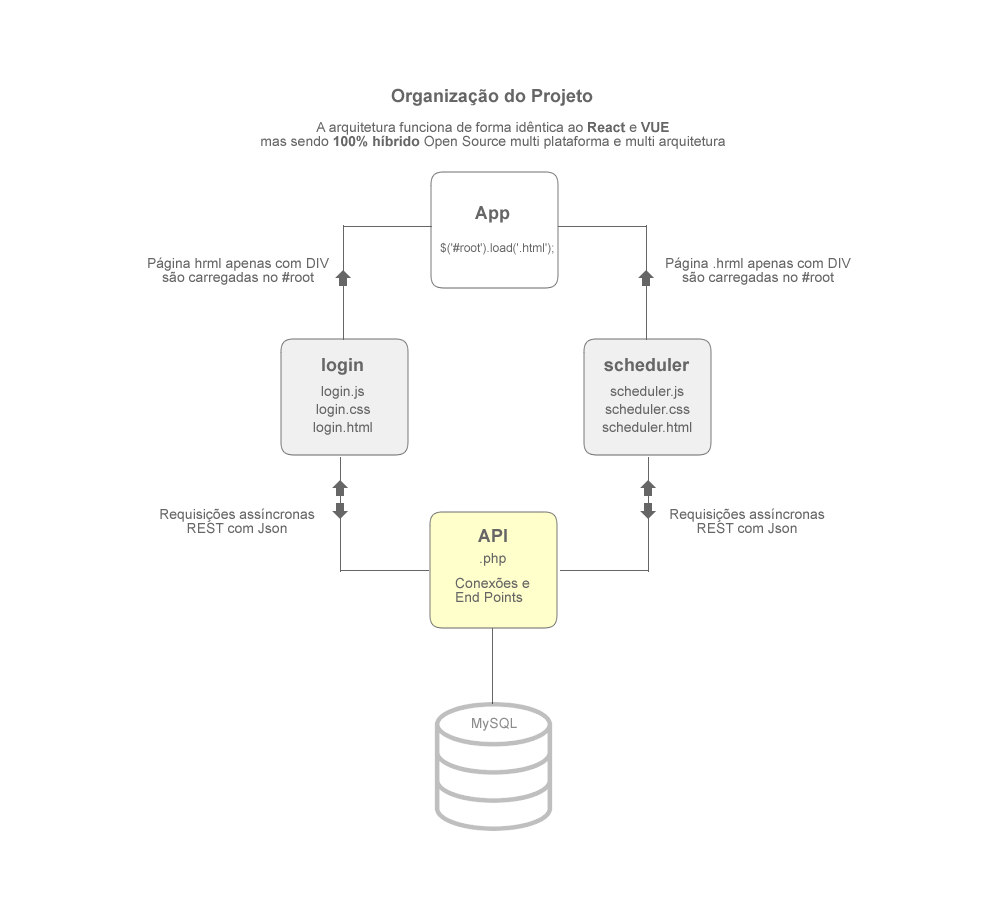 Organização do Projeto
A arquitetura funciona de forma idêntica ao React e VUE
mas sendo 100% híbrido Open Source multi plataforma e multi arquitetura
App
$('#root').load('.html');
Página hrml apenas com DIV
são carregadas no #root
Página .hrml apenas com DIV
são carregadas no #root
login
login.js
login.css
login.html
scheduler
scheduler.js
scheduler.css
scheduler.html
Requisições assíncronas
REST com Json
Requisições assíncronas
REST com Json
API
.php
Conexões e
End Points
MySQL